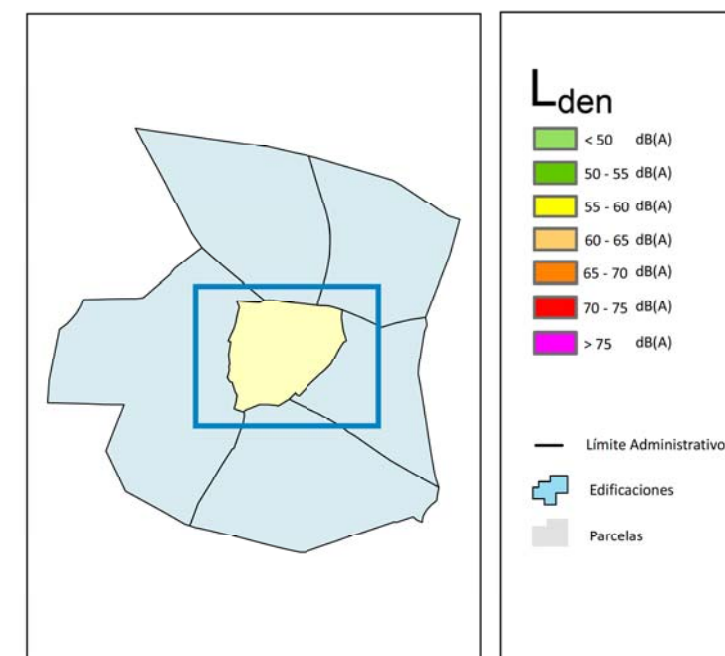 Lden
< 50 dB(A)
50 - 55 dB(A)
55 - 60 dB(A)
60 - 65 dB(A)
65 - 70 dB(A)
70 - 75 dB(A)
> 75 dB(A)
Límite Administrativo
Edificaciones
Parcelas